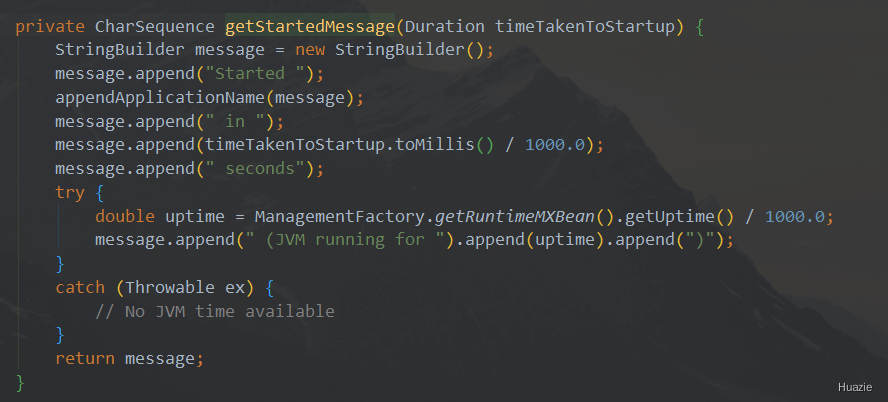 private CharSequence getStartedMessage(Duration timeTakenToStartup) {
    StringBuilder message = new StringBuilder();
    message.append("Started ");
    appendApplicationName(message);
    message.append(" in ");
    message.append(timeTakenToStartup.toMillis() / 1000.0);
    message.append(" seconds");
    try {
        double uptime = ManagementFactory.getRuntimeMXBean().getUptime() / 1000.0;
        message.append(" (JVM running for ").append(uptime).append(")");
    }
    catch (Throwable ex) {
        // No JVM time available
    }
    return message;
}
Huazie